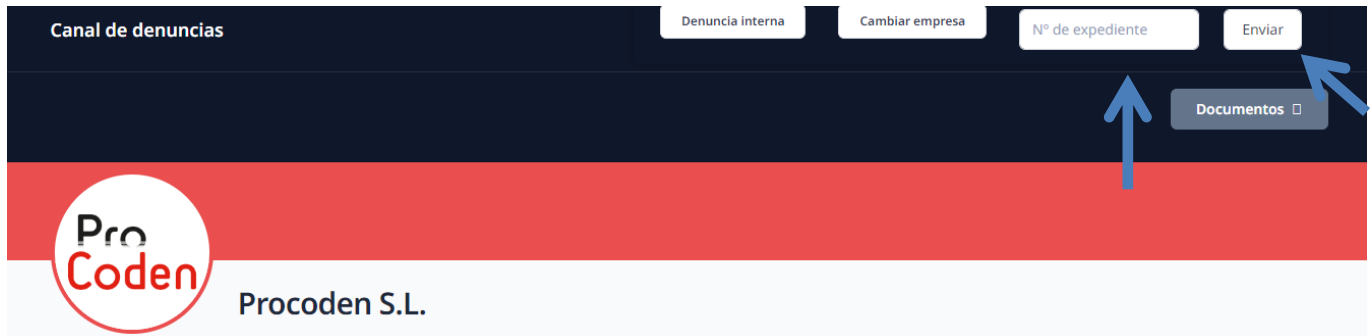 Canal de denuncias
Denuncia interna
Cambiar empresa
Nº de expediente
Enviar
Documentos
Pro
Coden
Procoden S.L.